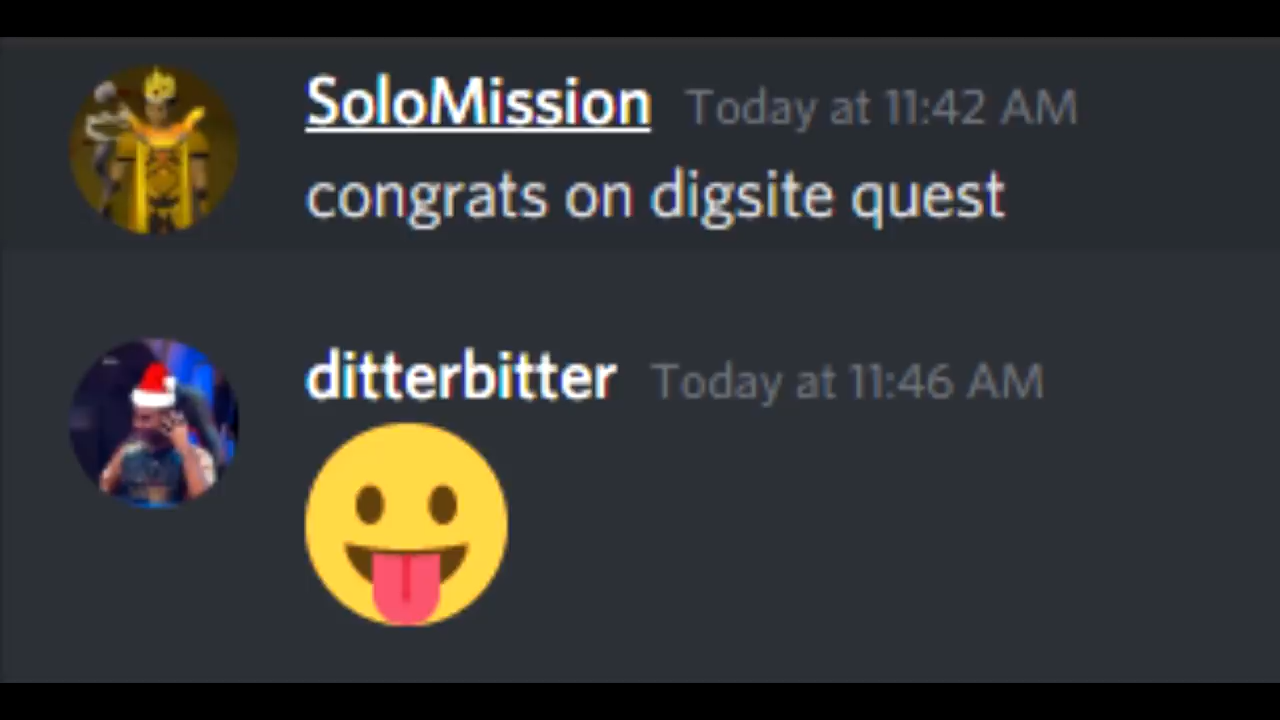 SoloMission Today at 11:42 AM
congrats on digsite quest
ditterbitter Today at 11:46 AM